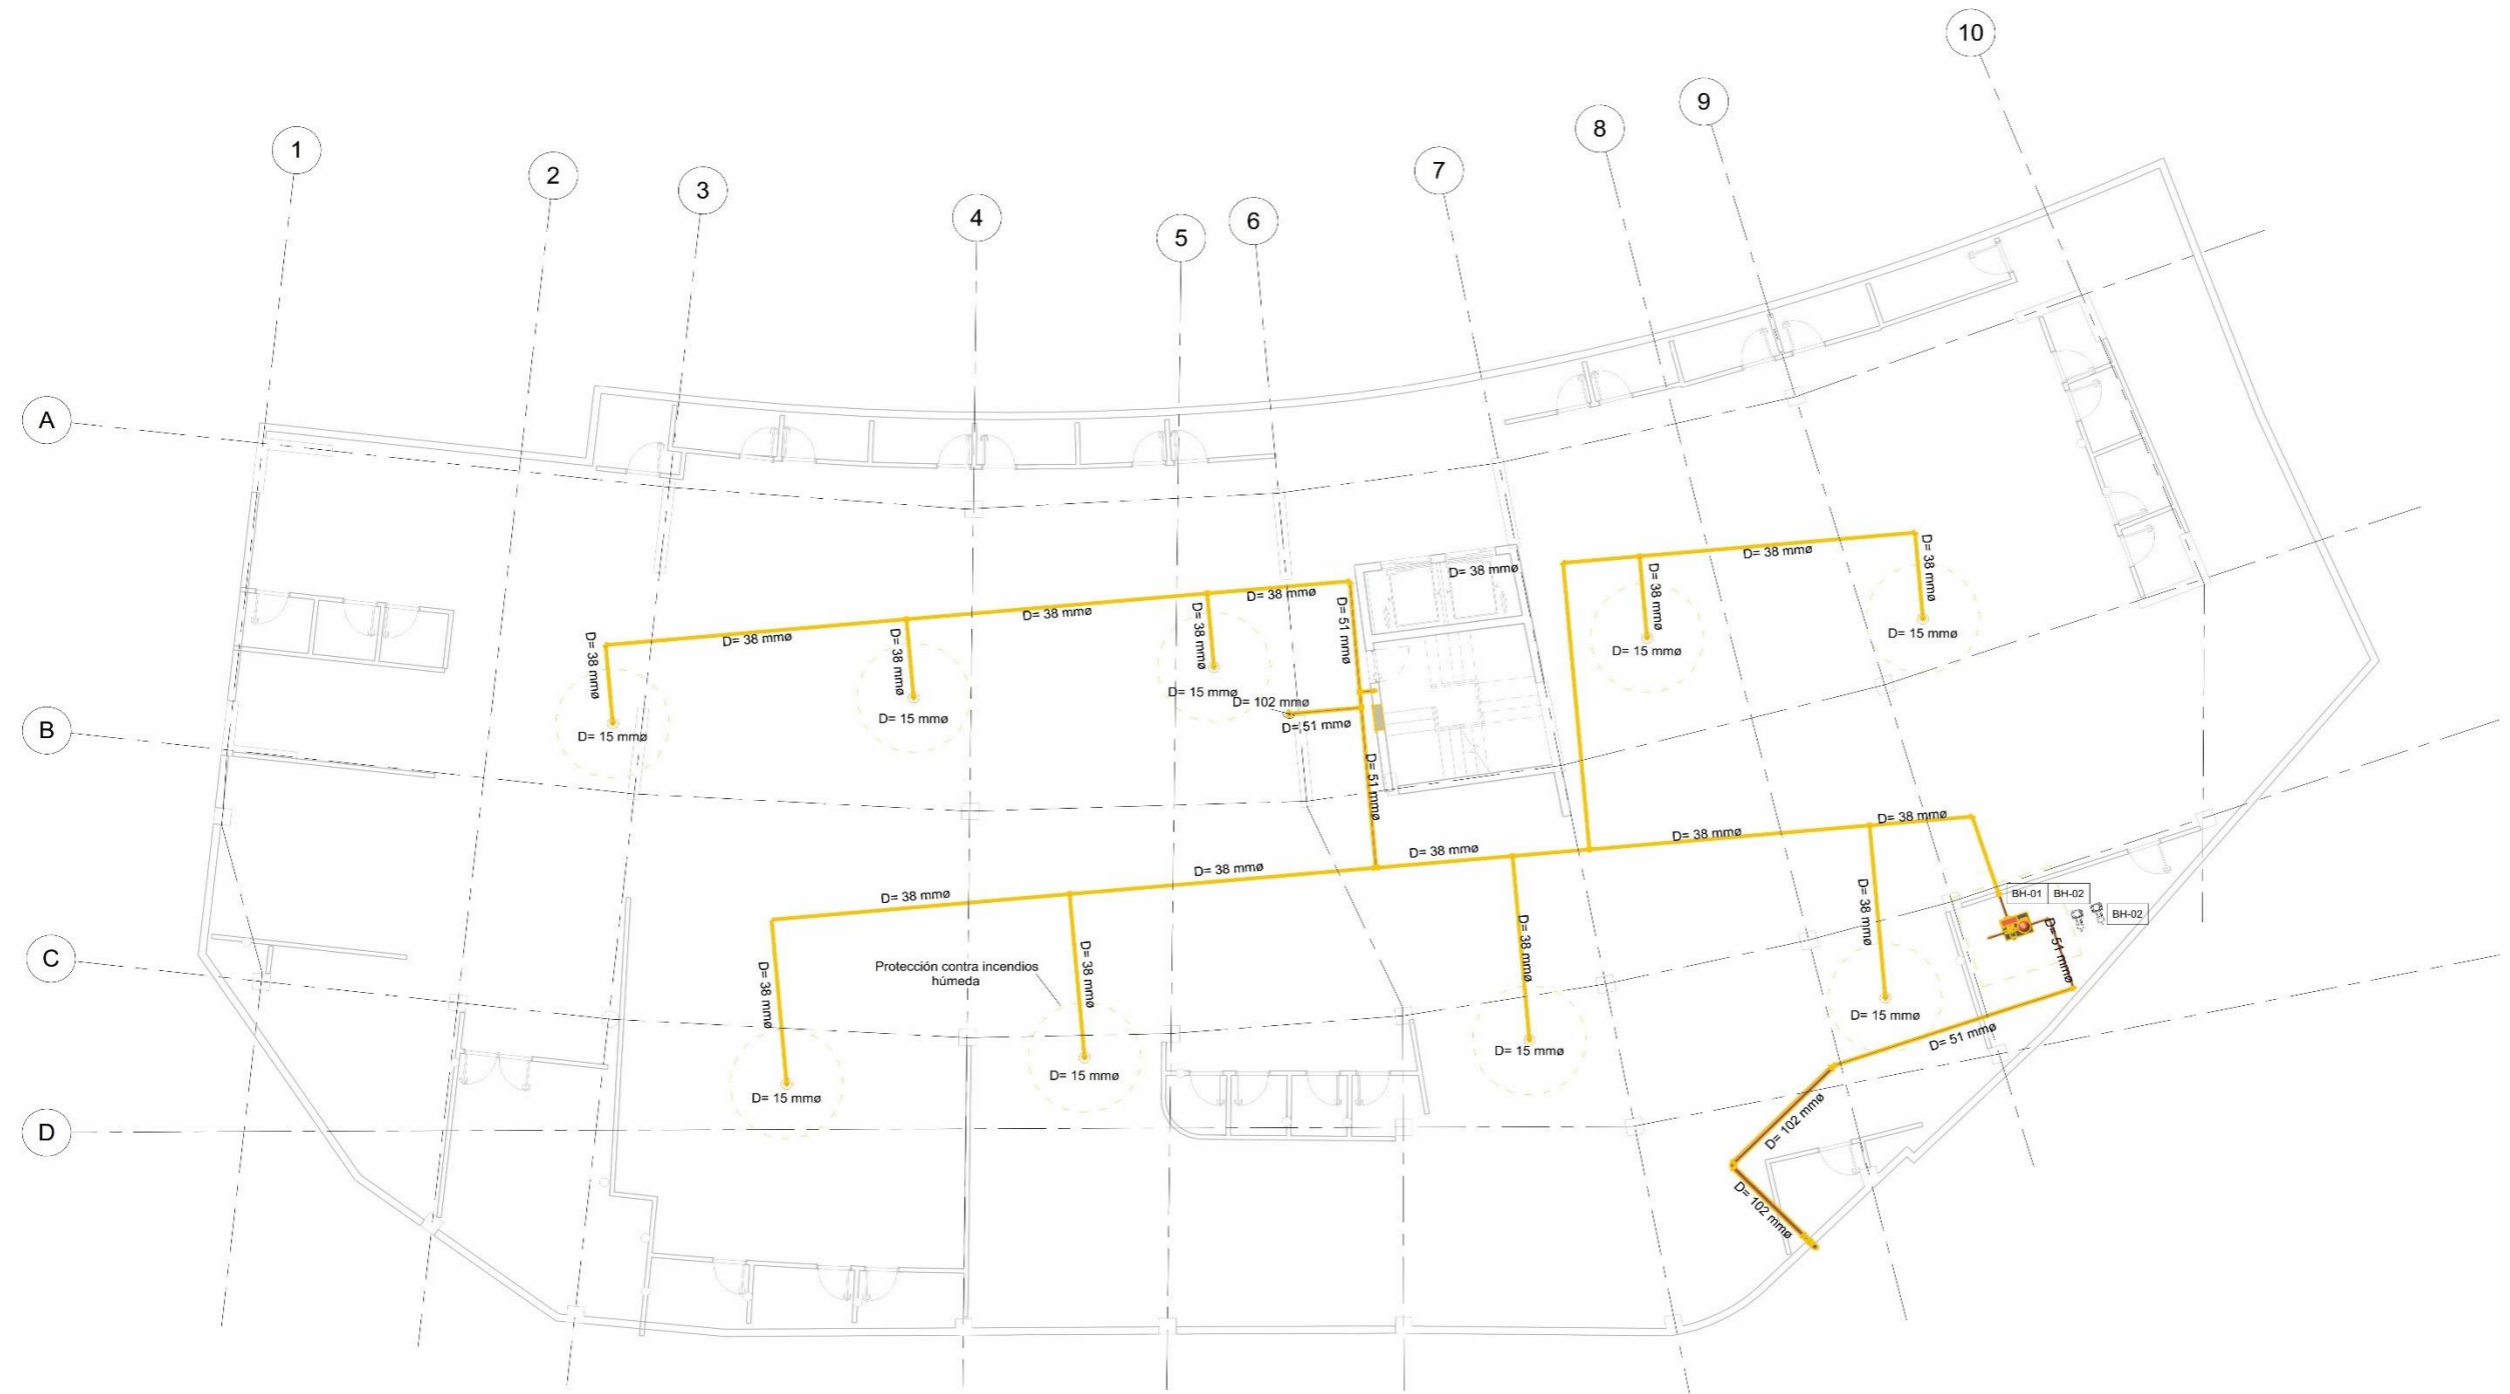 10
9
8
1
7
2
3
4
6
5
A
D= 38 mmø
D= 38 mmø
D= 38 mmø
D= 38 mmø
D= 38 mmø
D= 38 mmø
D= 38 mmø
D= 38 mmø
D= 51 mmø
D= 38 mmø
D= 38 mmø
D= 38 mmø
D= 15 mmø
D= 15 mmø
D= 15 mmø
D= 102 mmø
D= 15 mmø
D= 51 mmø
B
D= 15 mmø
D= 51 mmø
D= 38 mmø
D= 38 mmø
D= 38 mmø
D= 38 mmø
D= 38 mmø
BH-01
BH-02
BH-02
D= 38 mmø
D= 38 mmø
D= 51 mmø
C
Protección contra incendios
húmeda
D= 38 mmø
D= 38 mmø
D= 15 mmø
D= 51 mmø
D= 15 mmø
D= 15 mmø
D= 15 mmø
D
D= 102 mmø
D= 102 mmø